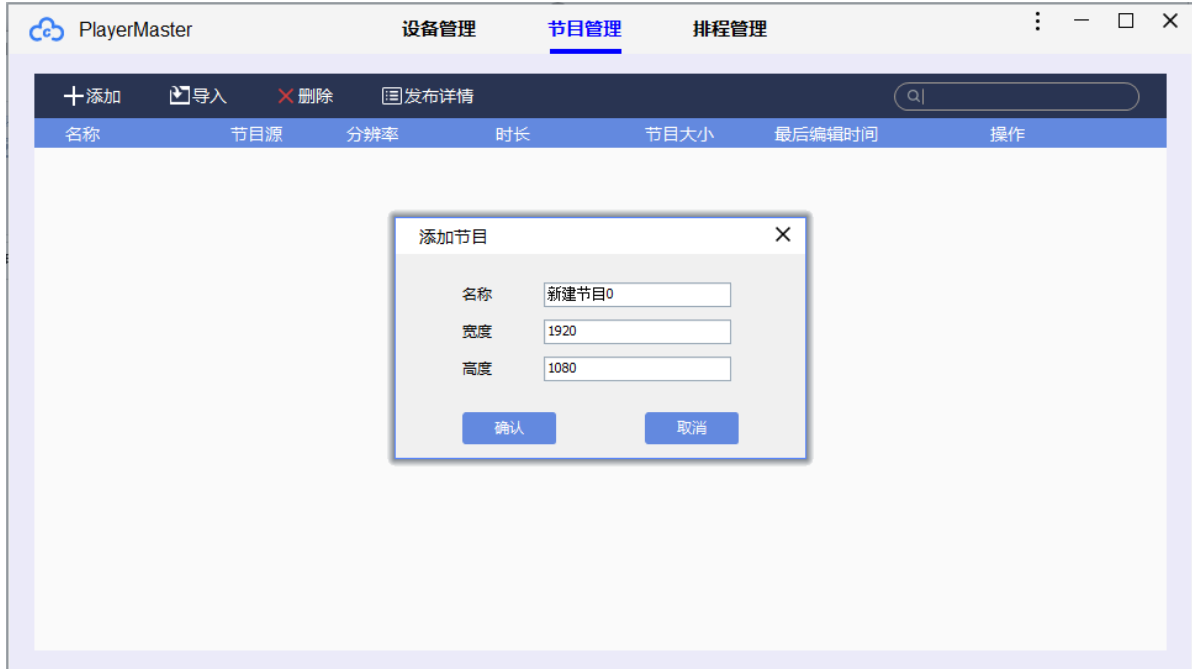 PlayerMaster 设备管理 节目管理 排程管理
添加 导入 删除 发布详情
名称 节目源 分辨率 时长 节目大小 最后编辑时间 操作
添加节目
名称 新建节目0
宽度 1920
高度 1080
确认 取消